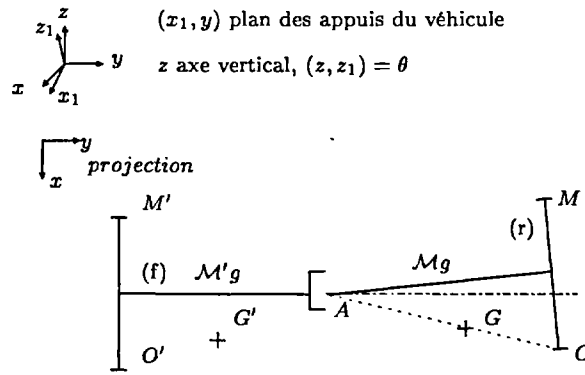 (x₁, y) plan des appuis du véhicule
z
z₁
y
z axe vertical, (z, z₁) = θ
x
x₁
y
projection
x
M'
M
(r)
(f)
M'g
Mg
A
G'
G
O'
O